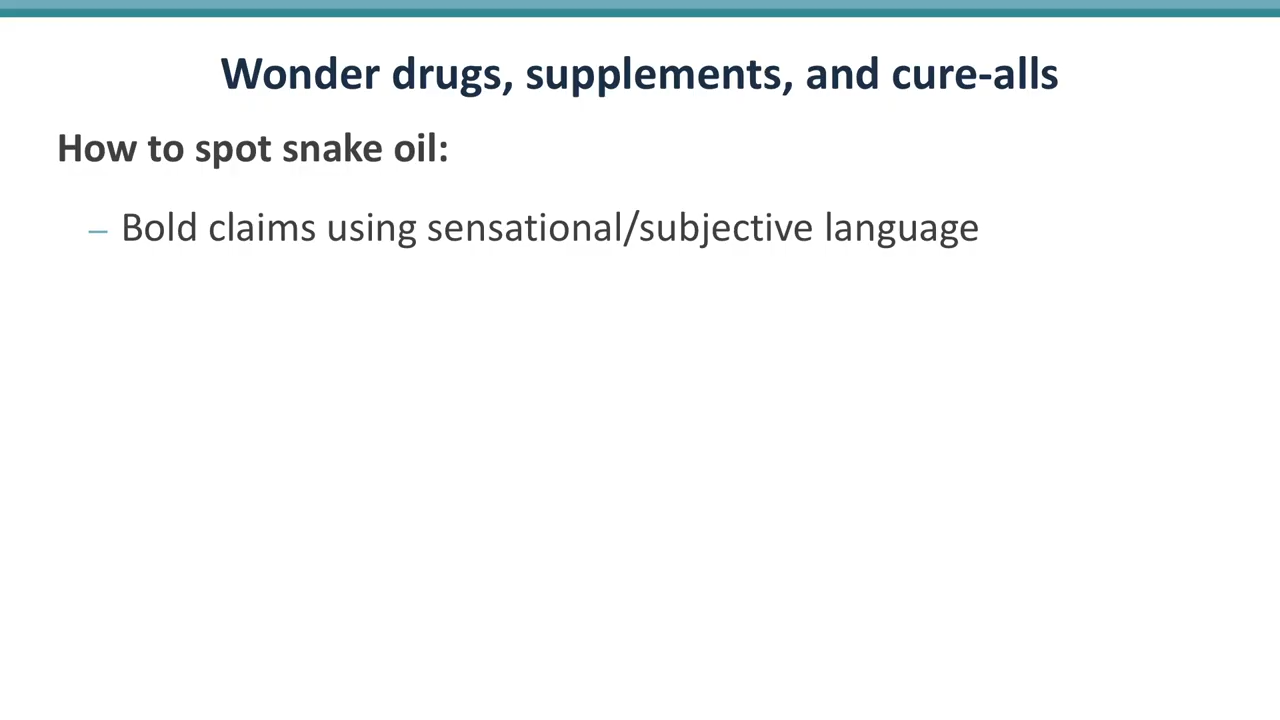 Wonder drugs, supplements, and cure-alls
How to spot snake oil:
– Bold claims using sensational/subjective language